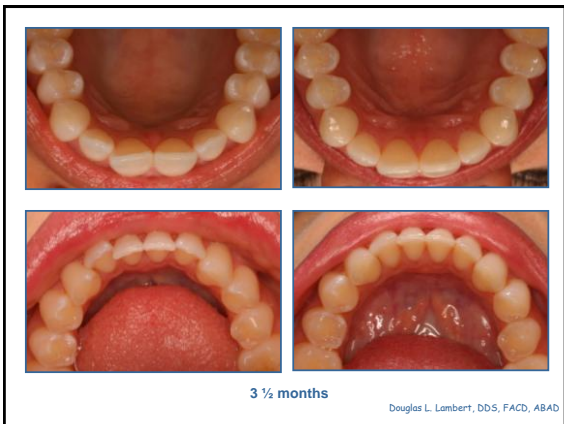 3 ½ months
Douglas L. Lambert, DDS, FACD, ABAD